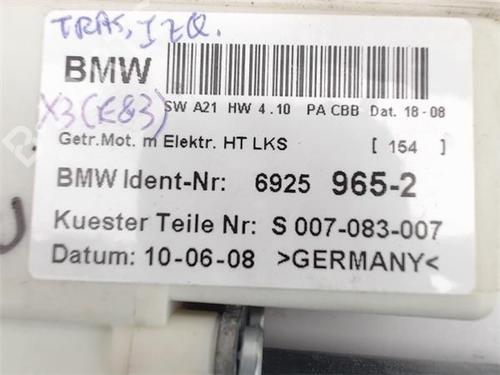 TRAS, IZQ.
BMW
X3(E83)
SW A21 HW 4.10 PA CBB Dat. 18-08
Getr.Mot. m Elektr. HT LKS [ 154 ]
BMW Ident-Nr: 6925 965-2
Kuester Teile Nr: S 007-083-007
Datum: 10-06-08 >GERMANY<